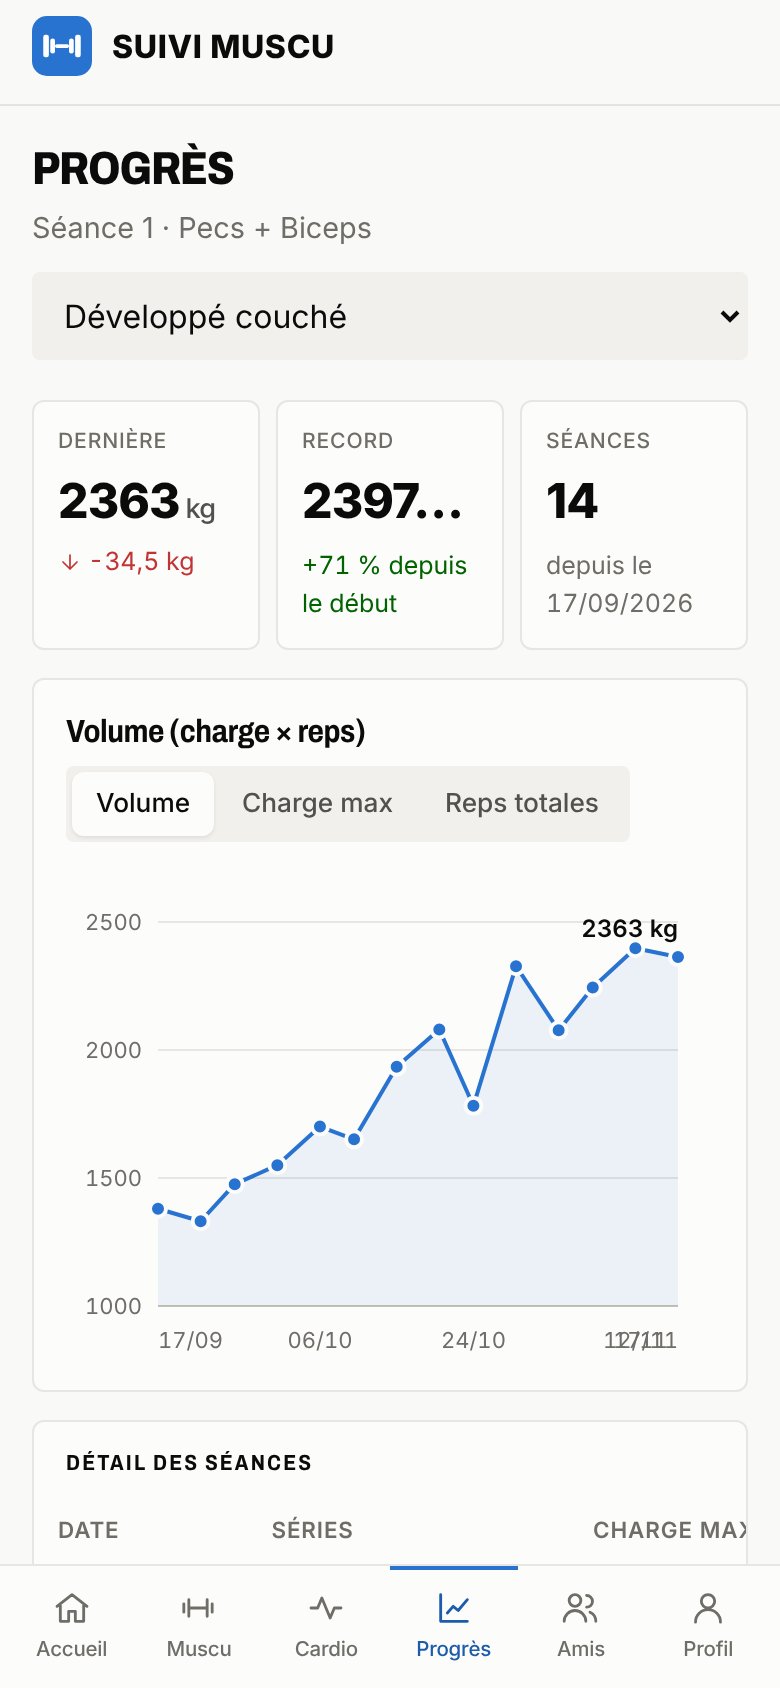 SUIVI MUSCU
PROGRÈS
Séance 1 · Pecs + Biceps
Développé couché
DERNIÈRE
2363 kg
↓ -34,5 kg
RECORD
2397...
+71 % depuis
le début
SÉANCES
14
depuis le
17/09/2026
Volume (charge × reps)
Volume Charge max Reps totales
2363 kg
2500
2000
1500
1000
17/09 06/10 24/10
DÉTAIL DES SÉANCES
DATE SÉRIES CHARGE MAX
Accueil Muscu Cardio Progrès Amis Profil